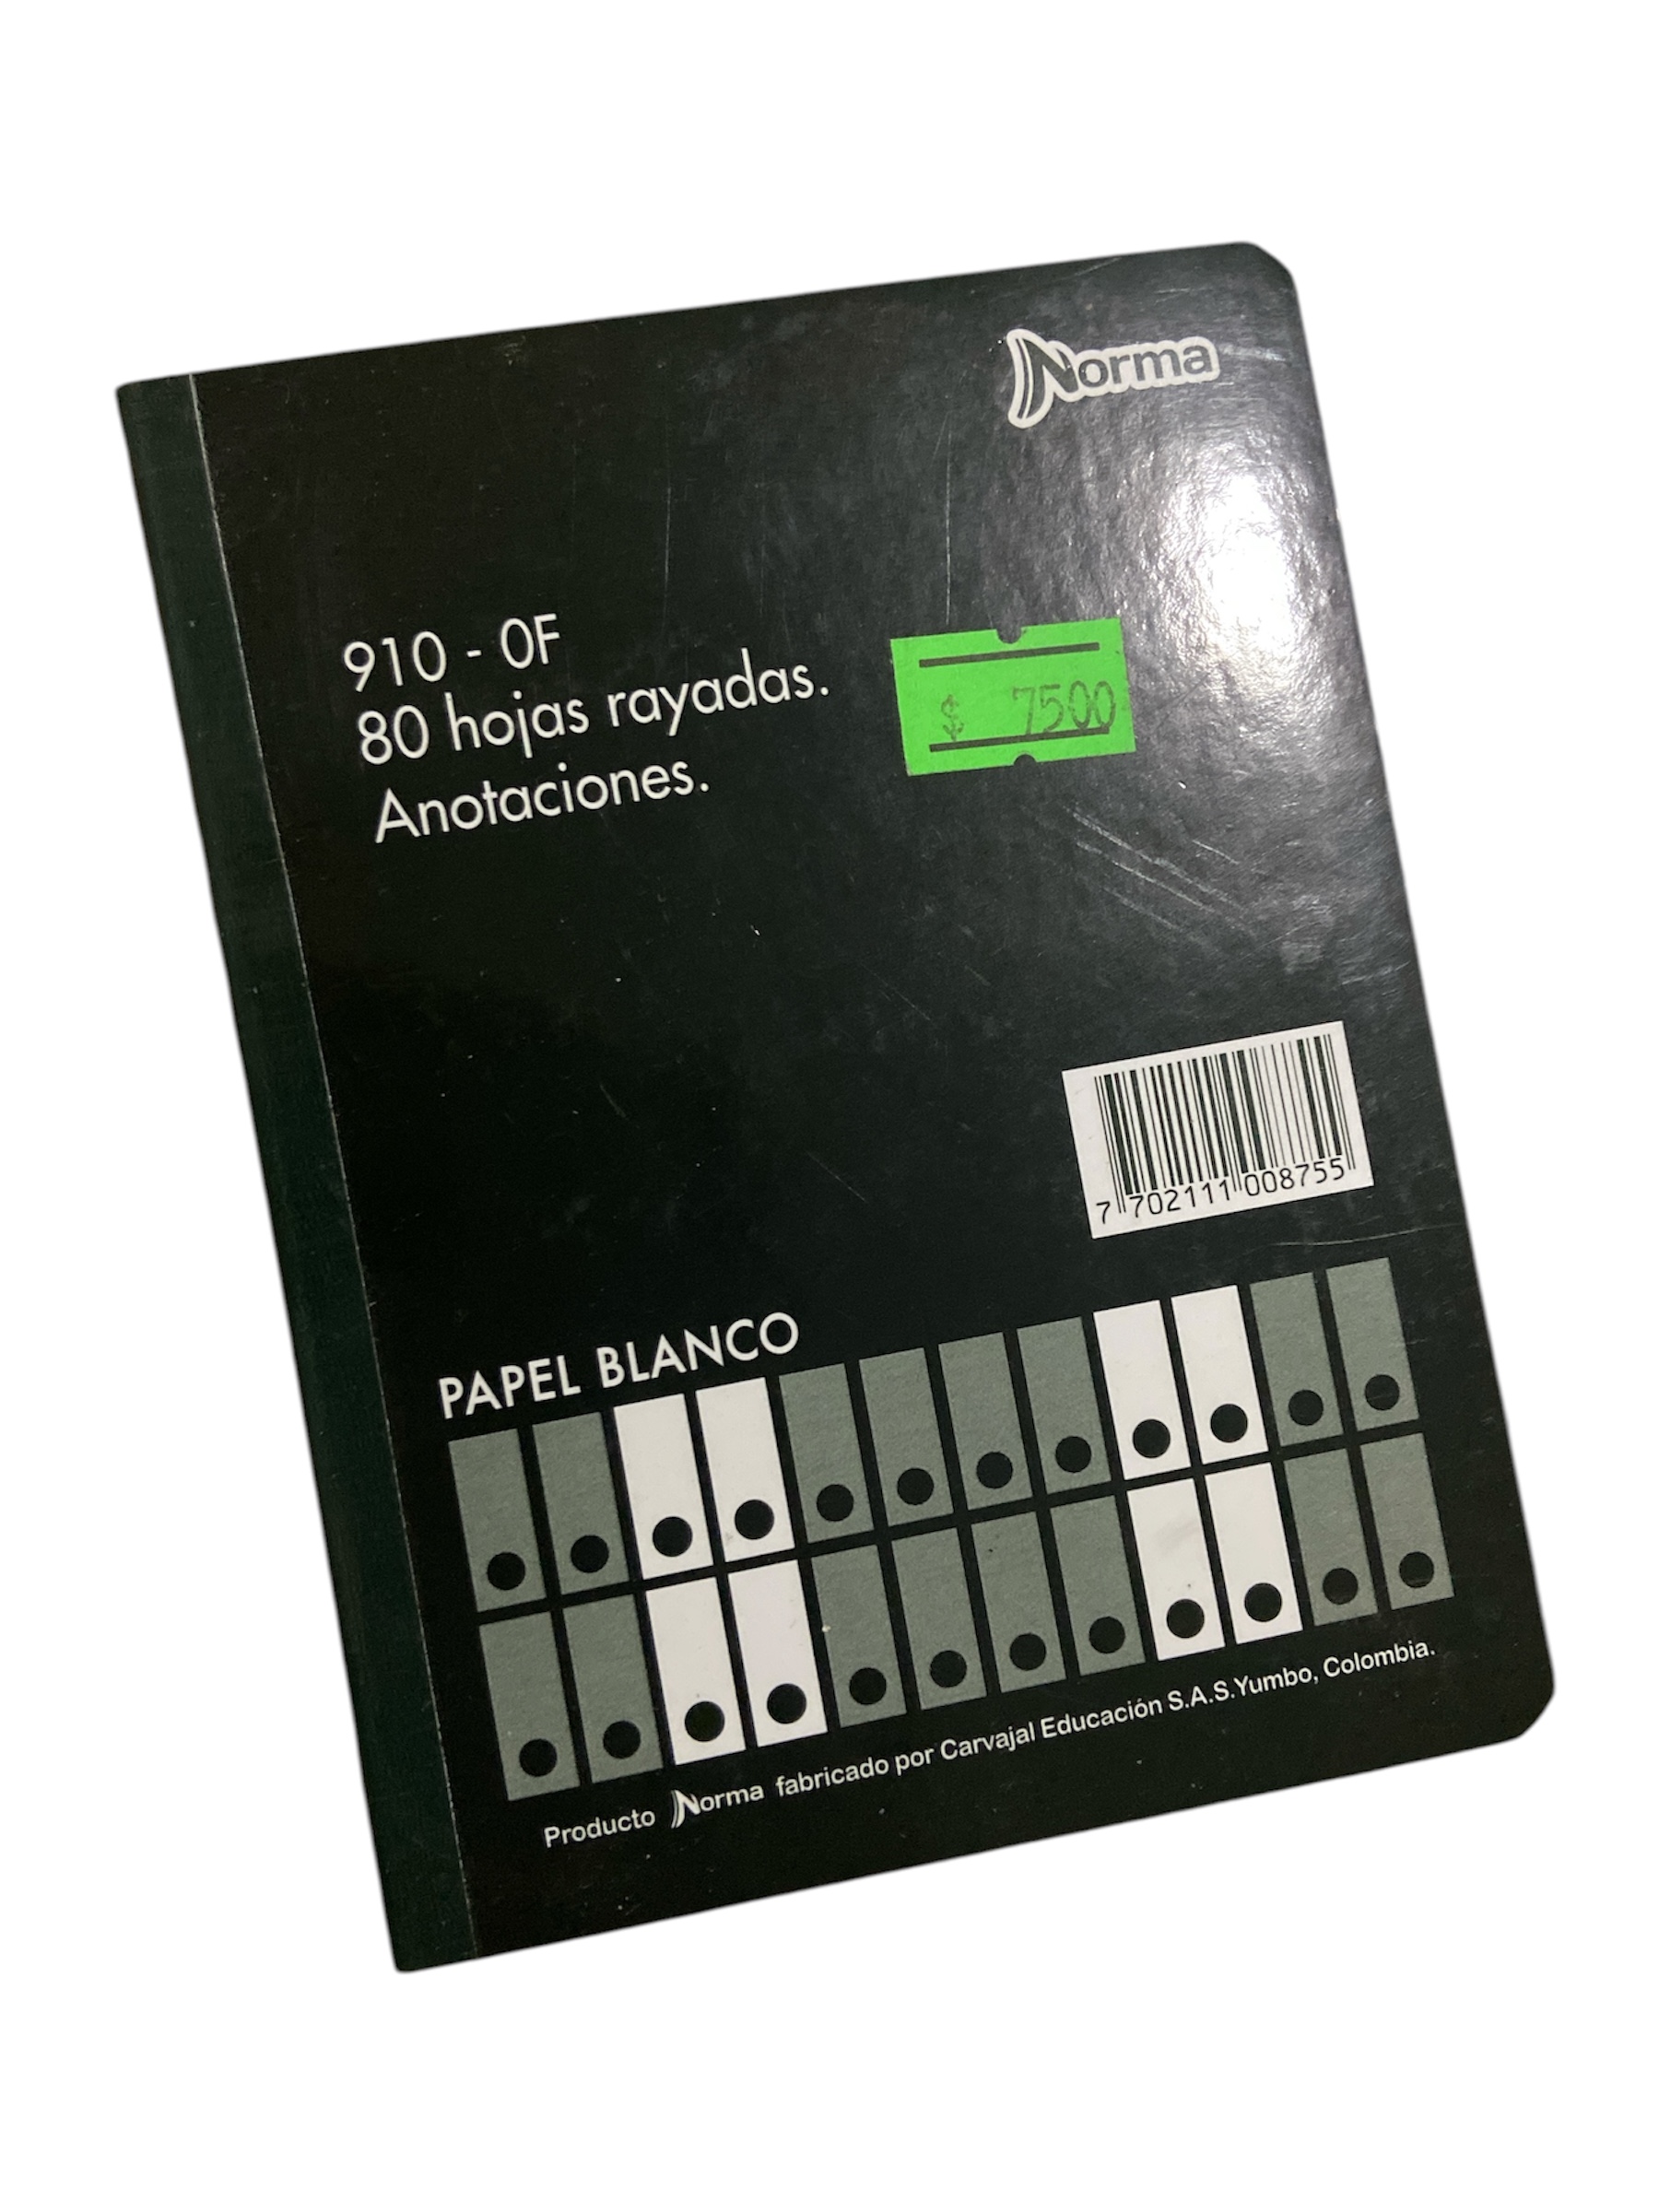 Norma
910 - 0F
80 hojas rayadas.
Anotaciones.
$ 7500
7 702111 008755
PAPEL BLANCO
Producto Norma fabricado por Carvajal Educación S.A.S.Yumbo, Colombia.